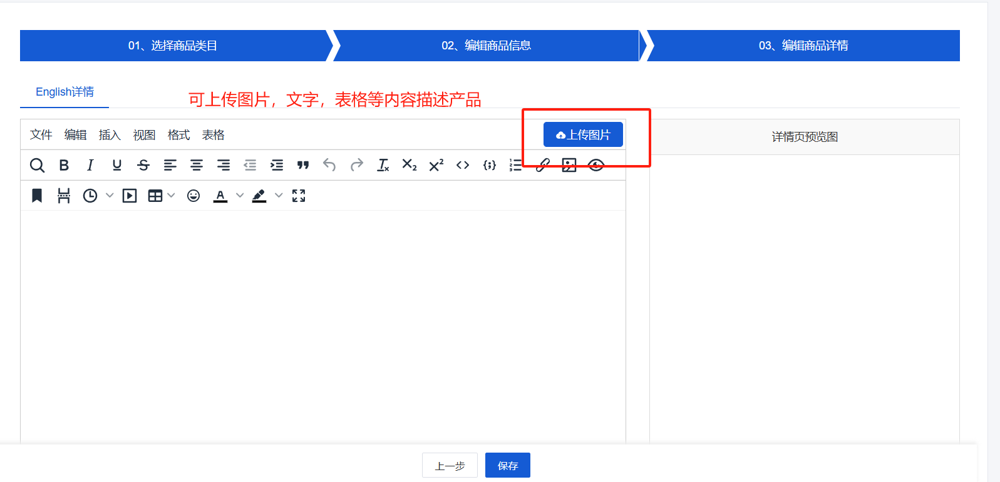 01、选择商品类目
02、编辑商品信息
03、编辑商品详情
English详情
可上传图片，文字，表格等内容描述产品
文件 编辑 插入 视图 格式 表格
上传图片
详情页预览图
上一步
保存